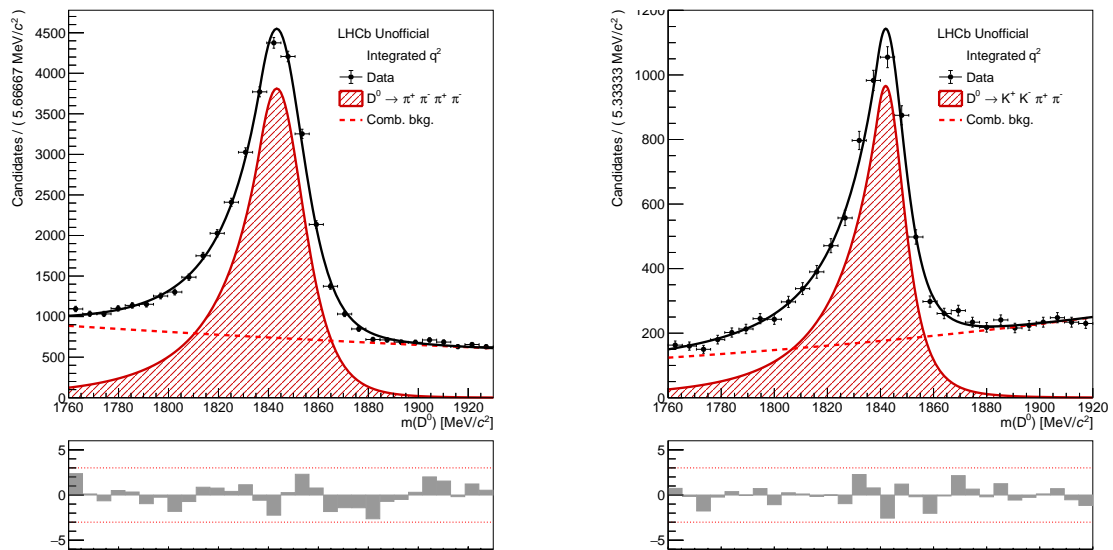 LHCb Unofficial
Integrated q²
Data
D⁰ → π⁺ π⁻ π⁺ π⁻
Comb. bkg.
Candidates / ( 5.66667 MeV/c² )
4500
4000
3500
3000
2500
2000
1500
1000
500
0
1760 1780 1800 1820 1840 1860 1880 1900 1920
m(D⁰) [MeV/c²]
5
0
−5
LHCb Unofficial
Integrated q²
Data
D⁰ → K⁺ K⁻ π⁺ π⁻
Comb. bkg.
Candidates / ( 5.33333 MeV/c² )
1200
1000
800
600
400
200
0
1760 1780 1800 1820 1840 1860 1880 1900 1920
m(D⁰) [MeV/c²]
5
0
−5